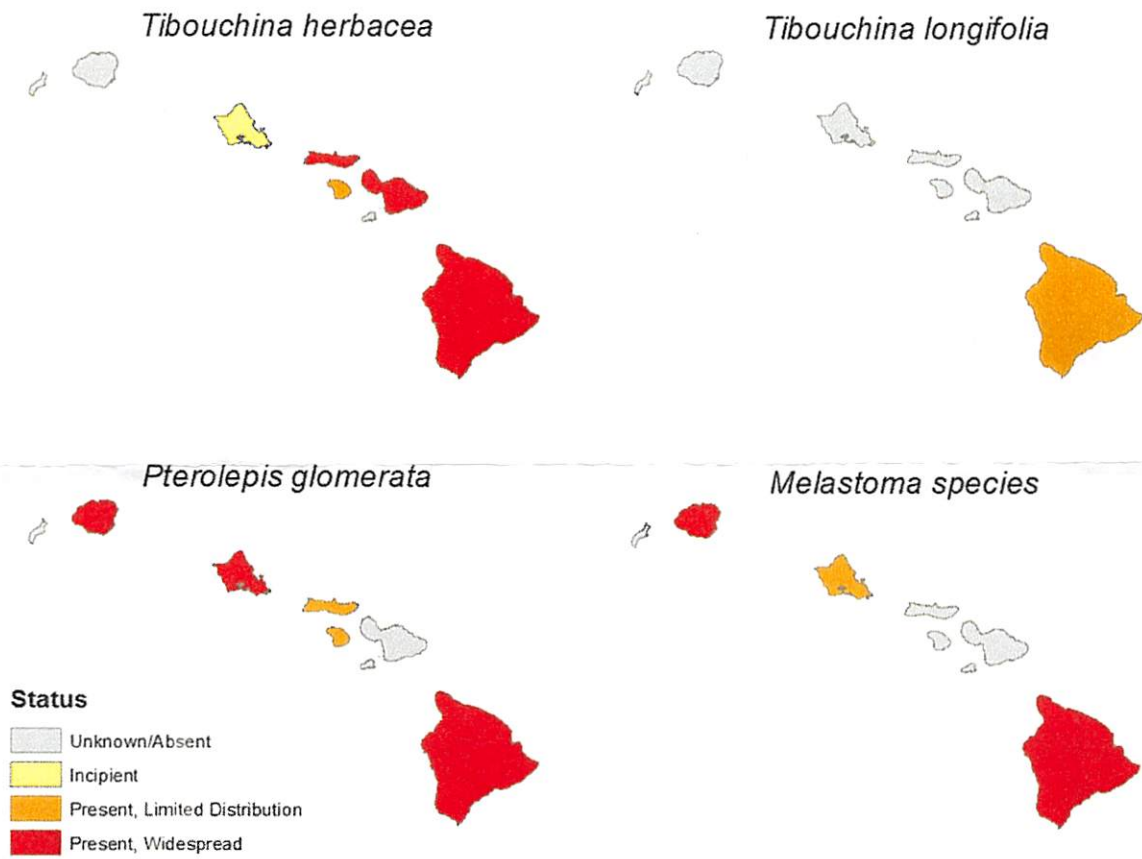 Tibouchina herbacea
Tibouchina longifolia
Pterolepis glomerata
Melastoma species
Status
Unknown/Absent
Incipient
Present, Limited Distribution
Present, Widespread